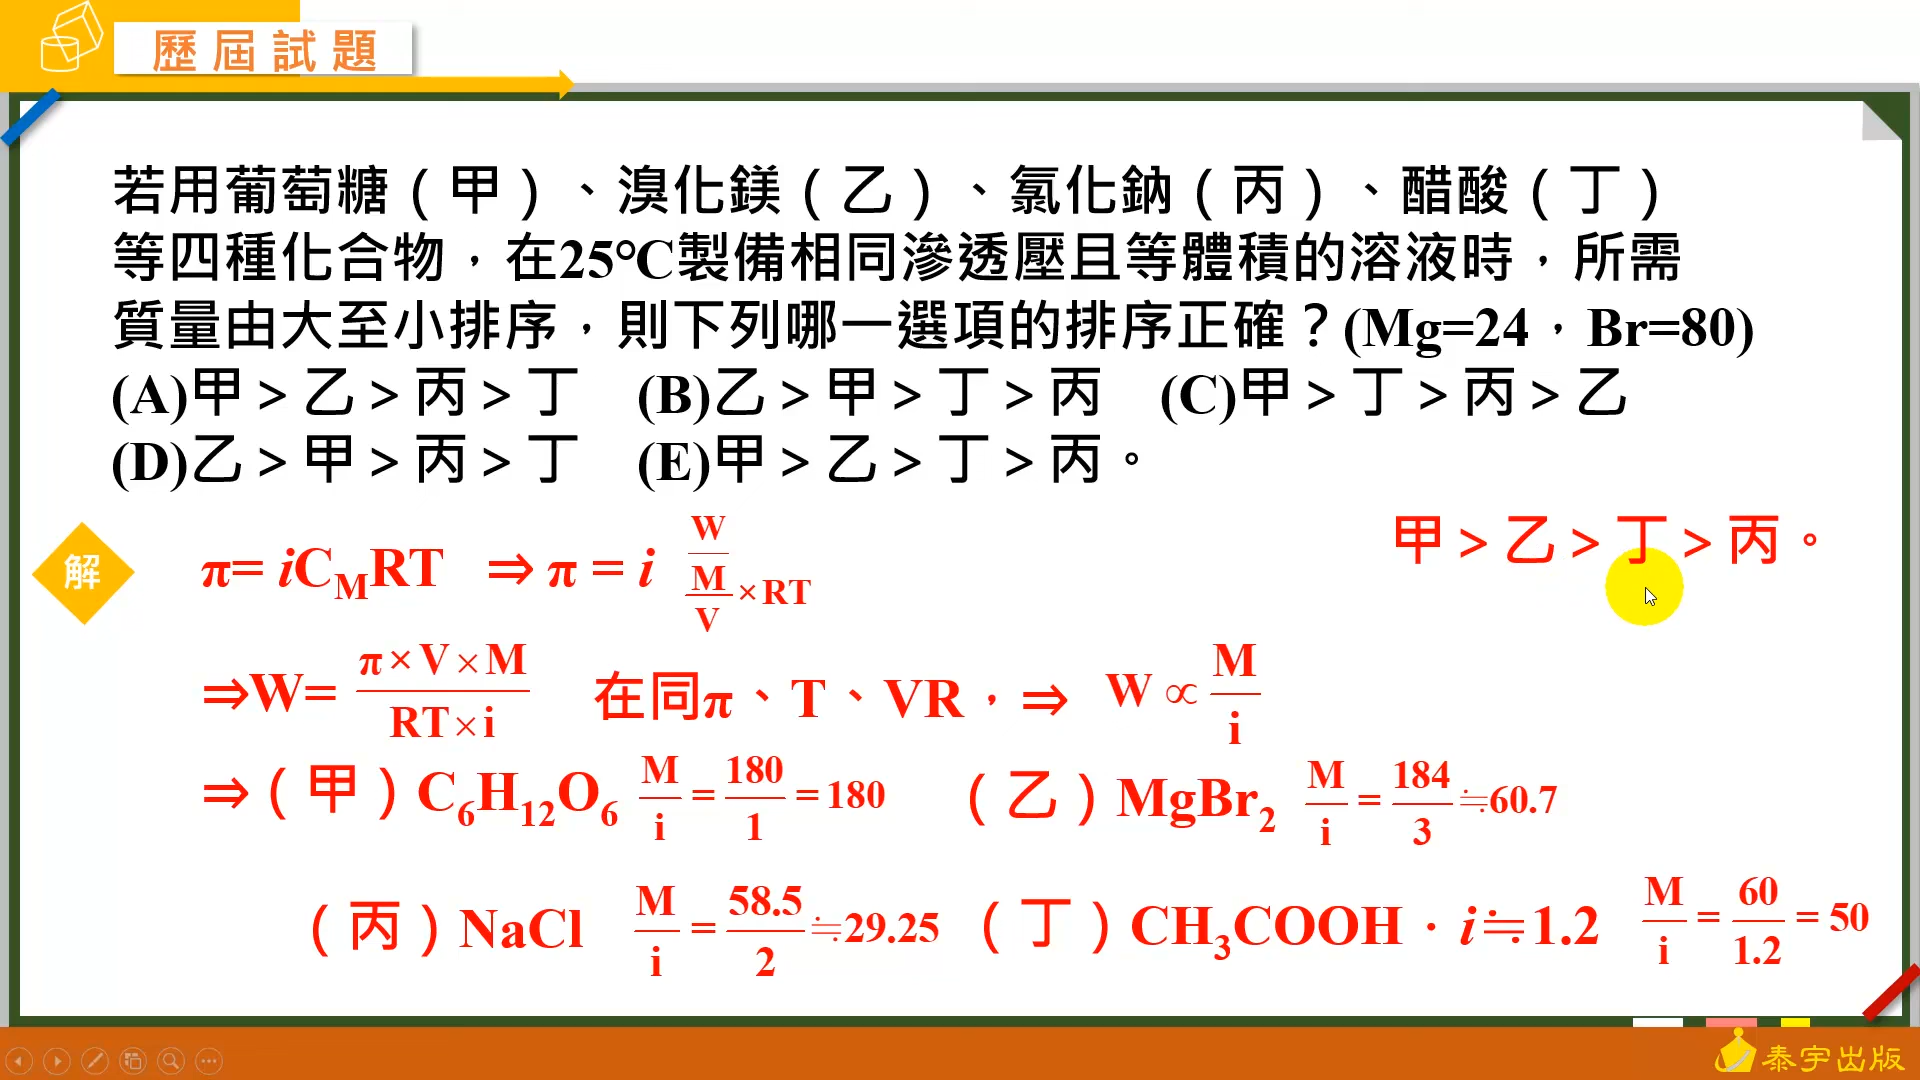 歷屆試題
若用葡萄糖（甲）、溴化鎂（乙）、氯化鈉（丙）、醋酸（丁）
等四種化合物，在25℃製備相同滲透壓且等體積的溶液時，所需
質量由大至小排序，則下列哪一選項的排序正確？(Mg=24，Br=80)
(A)甲＞乙＞丙＞丁 (B)乙＞甲＞丁＞丙 (C)甲＞丁＞丙＞乙
(D)乙＞甲＞丙＞丁 (E)甲＞乙＞丁＞丙。
甲＞乙＞丁＞丙。
解
π= iC_MRT ⇒ π = i (W/M)/V ×RT
⇒W= (π×V×M)/(RT×i) 在同π、T、VR，⇒ W ∝ M/i
⇒（甲）C₆H₁₂O₆ M/i = 180/1 = 180 （乙）MgBr₂ M/i = 184/3 ≒60.7
（丙）NaCl M/i = 58.5/2 ≒29.25 （丁）CH₃COOH，i≒1.2 M/i = 60/1.2 = 50
泰宇出版